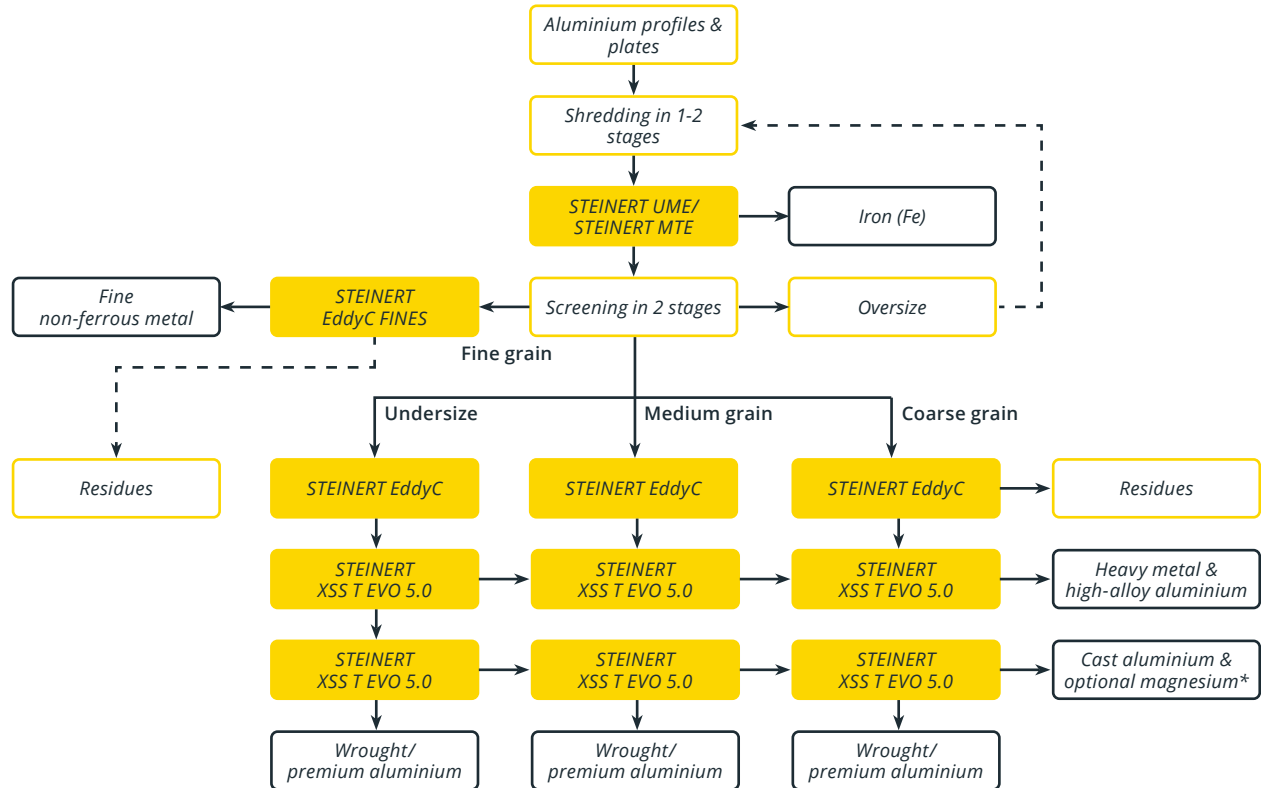 Aluminium profiles &
plates
Shredding in 1-2
stages
STEINERT UME/
STEINERT MTE
Iron (Fe)
Fine
non-ferrous metal
STEINERT
EddyC FINES
Screening in 2 stages
Oversize
Fine grain
Undersize
Medium grain
Coarse grain
Residues
STEINERT EddyC
STEINERT EddyC
STEINERT EddyC
Residues
STEINERT
XSS T EVO 5.0
STEINERT
XSS T EVO 5.0
STEINERT
XSS T EVO 5.0
Heavy metal &
high-alloy aluminium
STEINERT
XSS T EVO 5.0
STEINERT
XSS T EVO 5.0
STEINERT
XSS T EVO 5.0
Cast aluminium &
optional magnesium*
Wrought/
premium aluminium
Wrought/
premium aluminium
Wrought/
premium aluminium